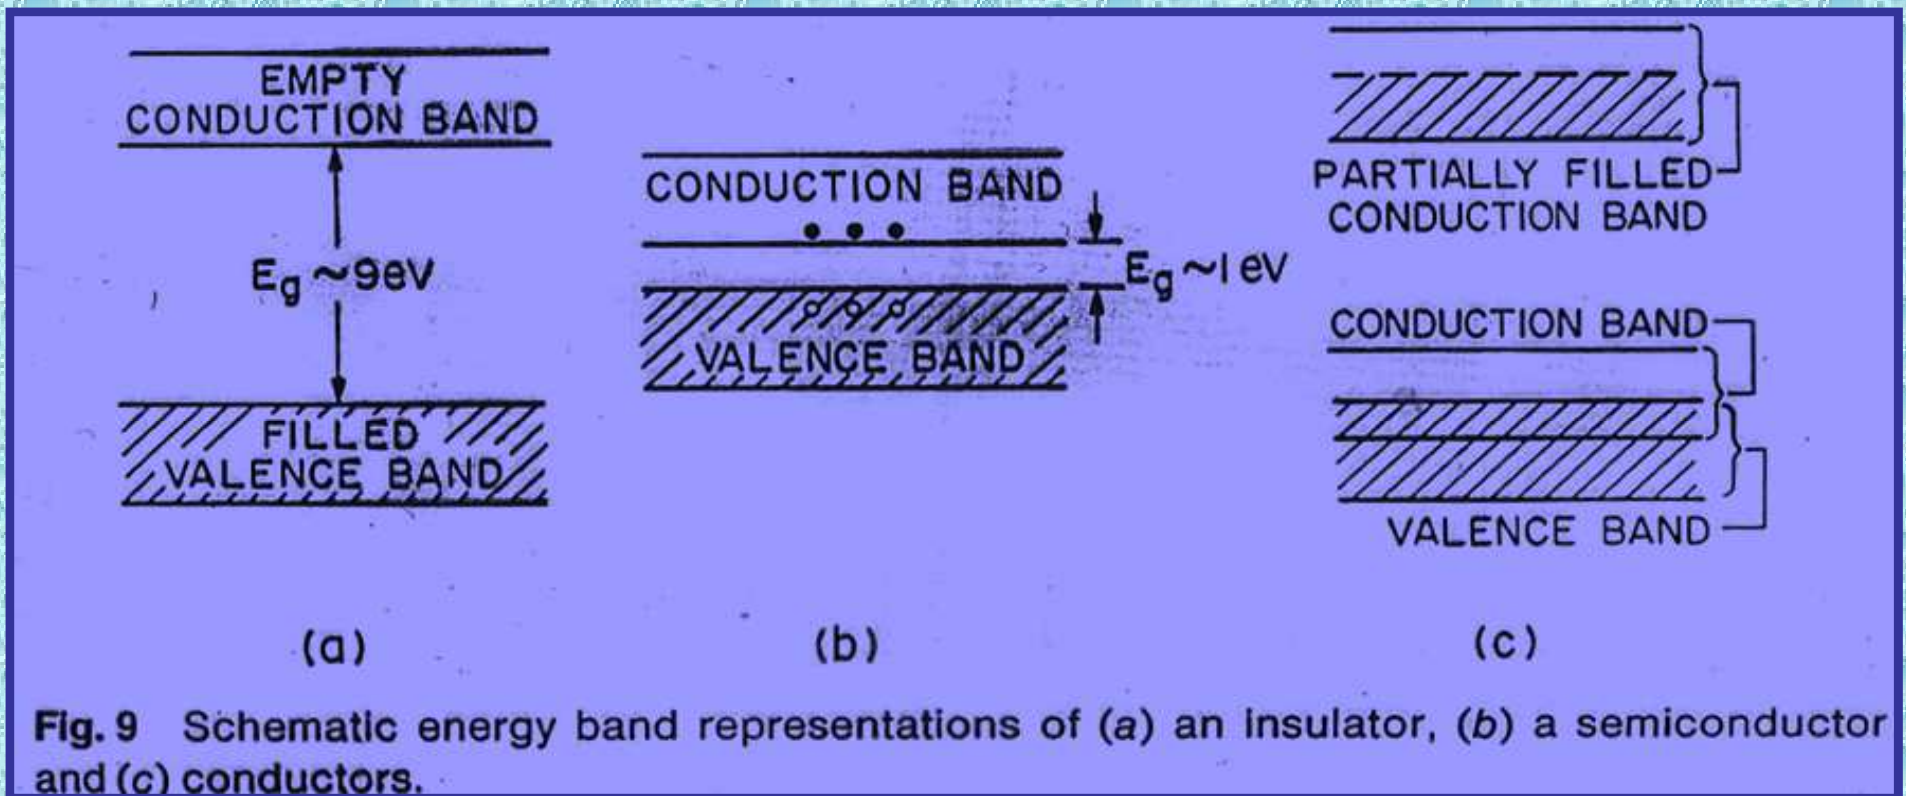 EMPTY
CONDUCTION BAND
Eg ~9eV
FILLED
VALENCE BAND
(a)
CONDUCTION BAND
Eg ~1 eV
VALENCE BAND
(b)
PARTIALLY FILLED
CONDUCTION BAND
CONDUCTION BAND
VALENCE BAND
(c)
Fig. 9 Schematic energy band representations of (a) an insulator, (b) a semiconductor
and (c) conductors.